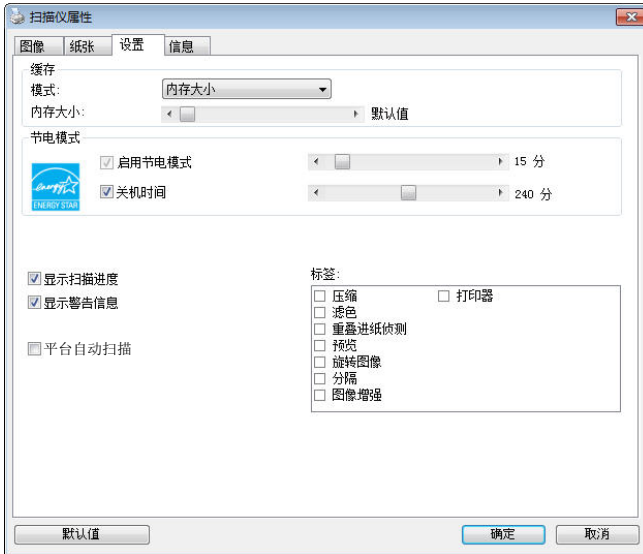 扫描仪属性
图像 纸张 设置 信息
缓存
模式: 内存大小
内存大小: 默认值
节电模式
启用节电模式 15 分
关机时间 240 分
energy
ENERGY STAR
显示扫描进度
显示警告信息
平台自动扫描
标签:
压缩 打印器
滤色
重叠进纸侦测
预览
旋转图像
分隔
图像增强
默认值 确定 取消